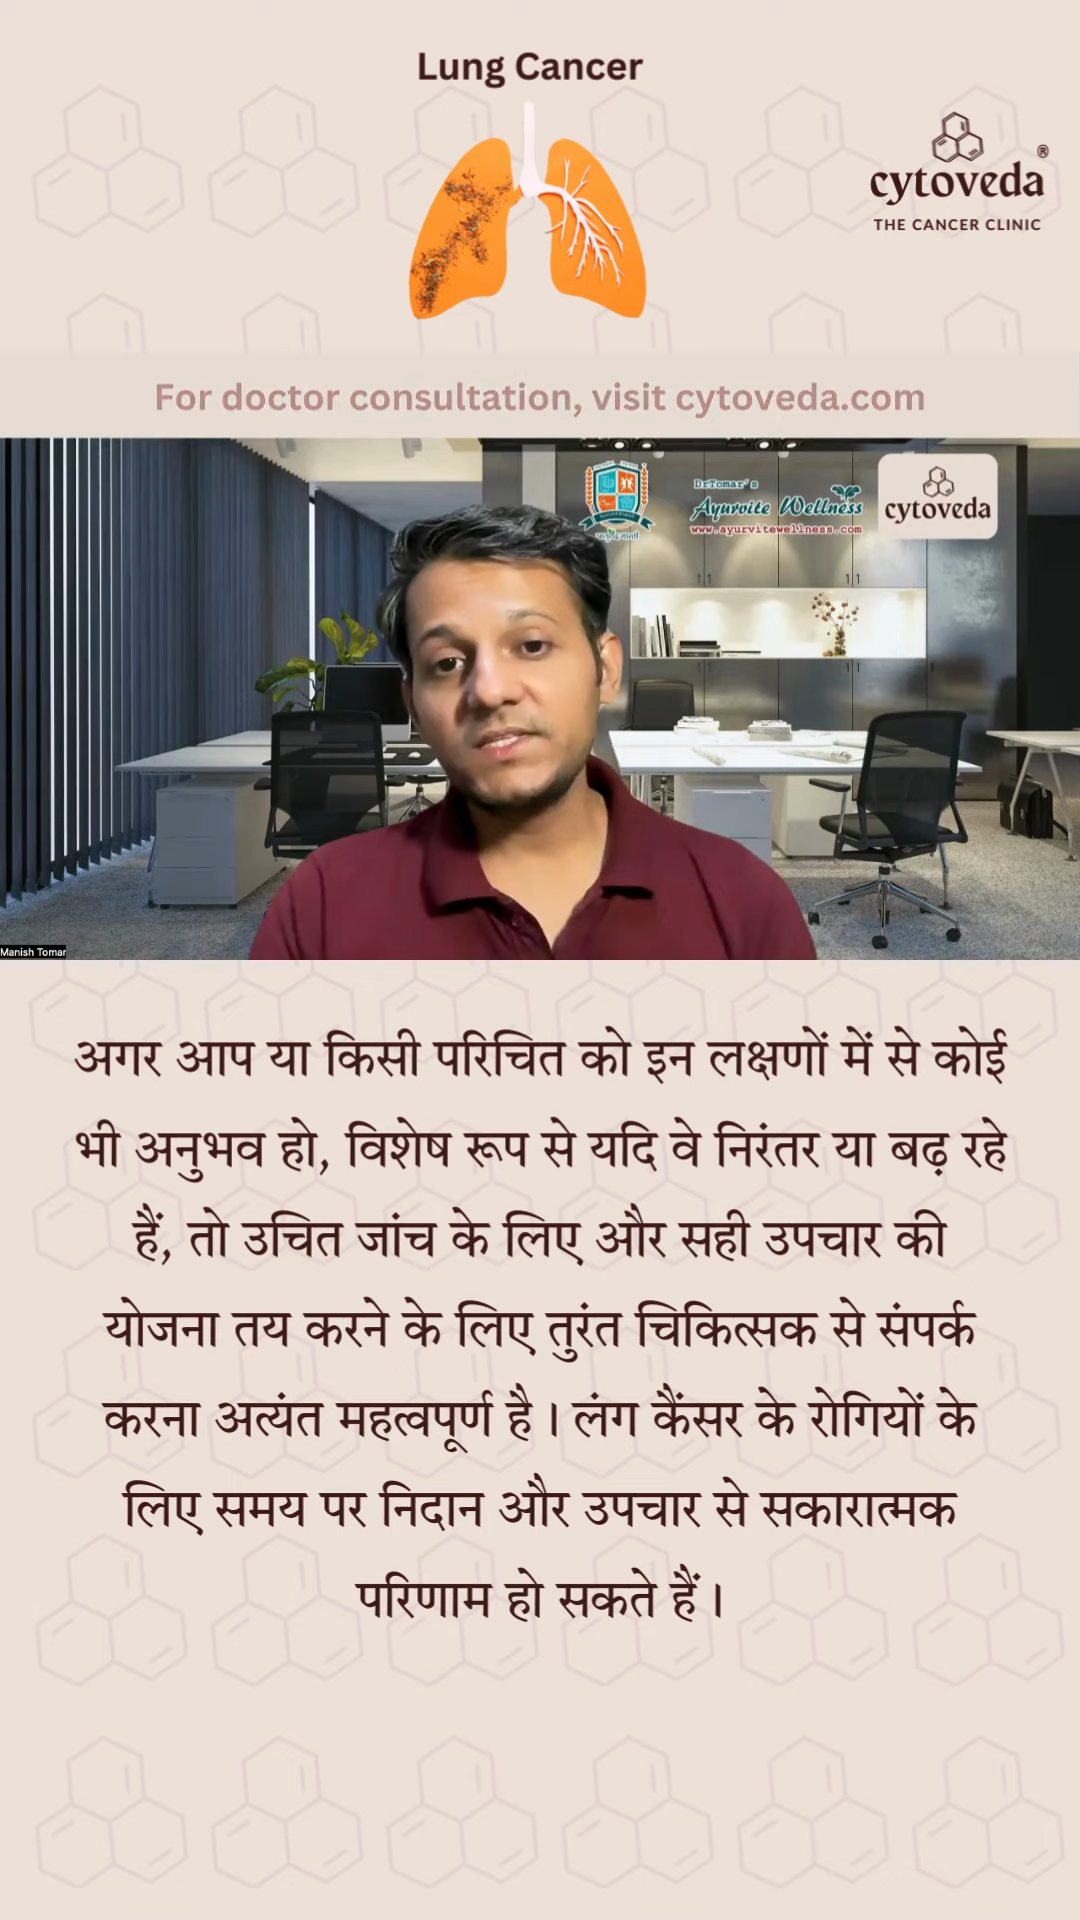 Lung Cancer
®
cytoveda
THE CANCER CLINIC
For doctor consultation, visit cytoveda.com
DrTomar's
Ayurvite Wellness
www.ayurvitewellness.com
cytoveda
Manish Tomar
अगर आप या किसी परिचित को इन लक्षणों में से कोई
भी अनुभव हो, विशेष रूप से यदि वे निरंतर या बढ़ रहे
हैं, तो उचित जांच के लिए और सही उपचार की
योजना तय करने के लिए तुरंत चिकित्सक से संपर्क
करना अत्यंत महत्वपूर्ण है। लंग कैंसर के रोगियों के
लिए समय पर निदान और उपचार से सकारात्मक
परिणाम हो सकते हैं।